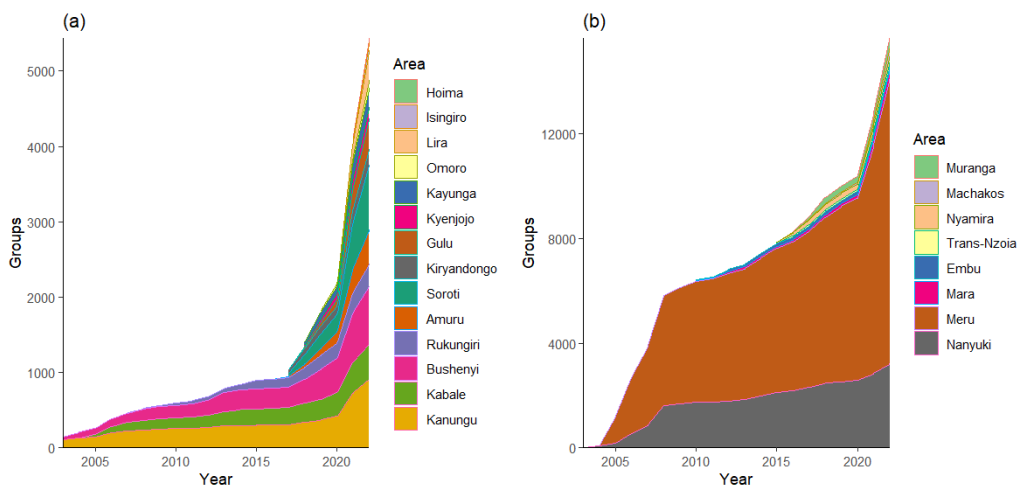 (a)
Groups
5000
4000
3000
2000
1000
0
2005
2010
2015
2020
Year
Area
Hoima
Isingiro
Lira
Omoro
Kayunga
Kyenjojo
Gulu
Kiryandongo
Soroti
Amuru
Rukungiri
Bushenyi
Kabale
Kanungu
(b)
Groups
12000
8000
4000
0
2005
2010
2015
2020
Year
Area
Muranga
Machakos
Nyamira
Trans-Nzoia
Embu
Mara
Meru
Nanyuki